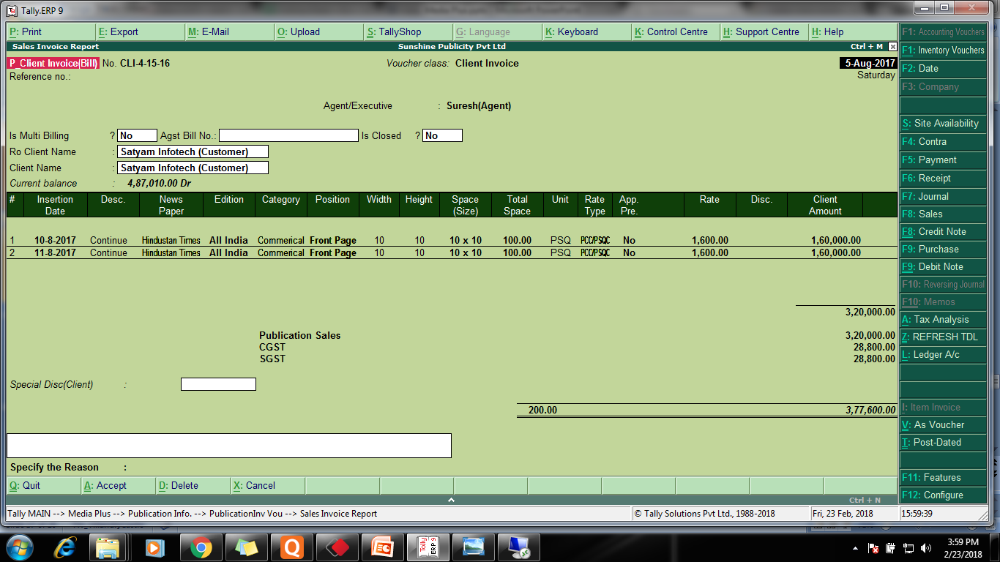 Tally.ERP 9
P: Print E: Export M: E-Mail O: Upload S: TallyShop G: Language K: Keyboard K: Control Centre H: Support Centre H: Help
Sales Invoice Report Sunshine Publicity Pvt Ltd Ctrl + M
P_Client Invoice(Bill) No. CLI-4-15-16 Voucher class: Client Invoice 5-Aug-2017
Reference no.: Saturday
Agent/Executive : Suresh(Agent)
Is Multi Billing ? No Agst Bill No.: Is Closed ? No
Ro Client Name : Satyam Infotech (Customer)
Client Name : Satyam Infotech (Customer)
Current balance : 4,87,010.00 Dr
# Insertion Desc. News Edition Category Position Width Height Space Total Unit Rate App. Rate Disc. Client
Date Paper (Size) Space Type Pre. Amount
1 10-8-2017 Continue Hindustan Times All India Commerical Front Page 10 10 10 x 10 100.00 PSQ PCC/PSQC No 1,600.00 1,60,000.00
2 11-8-2017 Continue Hindustan Times All India Commerical Front Page 10 10 10 x 10 100.00 PSQ PCC/PSQC No 1,600.00 1,60,000.00
3,20,000.00
Publication Sales 3,20,000.00
CGST 28,800.00
SGST 28,800.00
Special Disc(Client) :
200.00 3,77,600.00
Specify the Reason :
Q: Quit A: Accept D: Delete X: Cancel
Ctrl + N
Tally MAIN --> Media Plus --> Publication Info. --> PublicationInv Vou --> Sales Invoice Report © Tally Solutions Pvt Ltd., 1988-2018 Fri, 23 Feb, 2018 15:59:39
F1: Accounting Vouchers
F1: Inventory Vouchers
F2: Date
F3: Company
S: Site Availability
F4: Contra
F5: Payment
F6: Receipt
F7: Journal
F8: Sales
F8: Credit Note
F9: Purchase
F9: Debit Note
F10: Reversing Journal
F10: Memos
A: Tax Analysis
Z: REFRESH TDL
L: Ledger A/c
I: Item Invoice
V: As Voucher
T: Post-Dated
F11: Features
F12: Configure
Tally
ERP 9
3:59 PM
2/23/2018